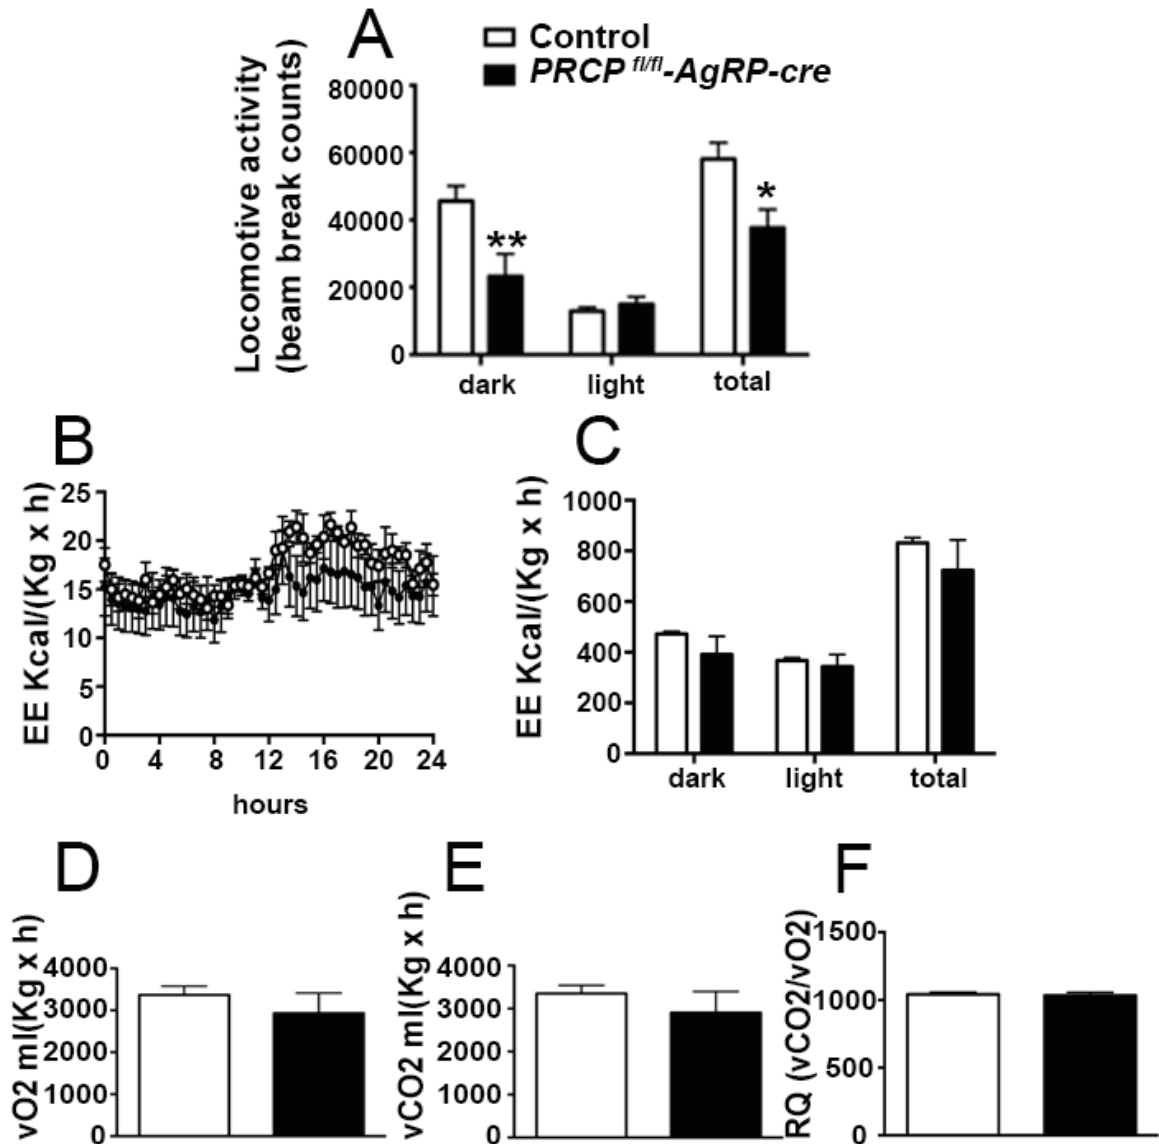 A
Control
PRCP fl/fl-AgRP-cre
Locomotive activity
(beam break counts)
80000
60000
40000
20000
0
**
*
dark
light
total
B
EE Kcal/(Kg x h)
25
20
15
10
5
0
0 4 8 12 16 20 24
hours
C
EE Kcal/(Kg x h)
1000
800
600
400
200
0
dark
light
total
D
vO2 ml(Kg x h)
4000
3000
2000
1000
0
E
vCO2 ml(Kg x h)
4000
3000
2000
1000
0
F
RQ (vCO2/vO2)
1500
1000
500
0